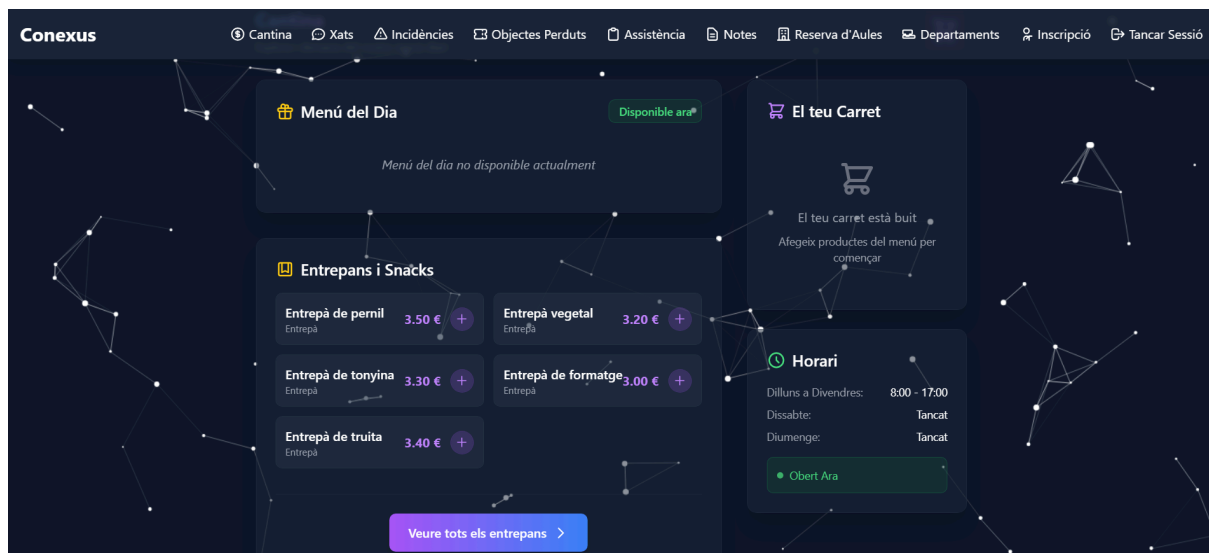 Conexus
Cantina
Xats
Incidències
Objectes Perduts
Assistència
Notes
Reserva d'Aules
Departaments
Inscripció
Tancar Sessió
Menú del Dia
Disponible ara
Menú del dia no disponible actualment
Entrepans i Snacks
Entrepà de pernil
Entrepà
3.50 €
Entrepà vegetal
Entrepà
3.20 €
Entrepà de tonyina
Entrepà
3.30 €
Entrepà de formatge
Entrepà
3.00 €
Entrepà de truita
Entrepà
3.40 €
Veure tots els entrepans
El teu Carret
El teu carret està buit
Afegeix productes del menú per
començar
Horari
Dilluns a Divendres: 8:00 - 17:00
Dissabte: Tancat
Diumenge: Tancat
Obert Ara